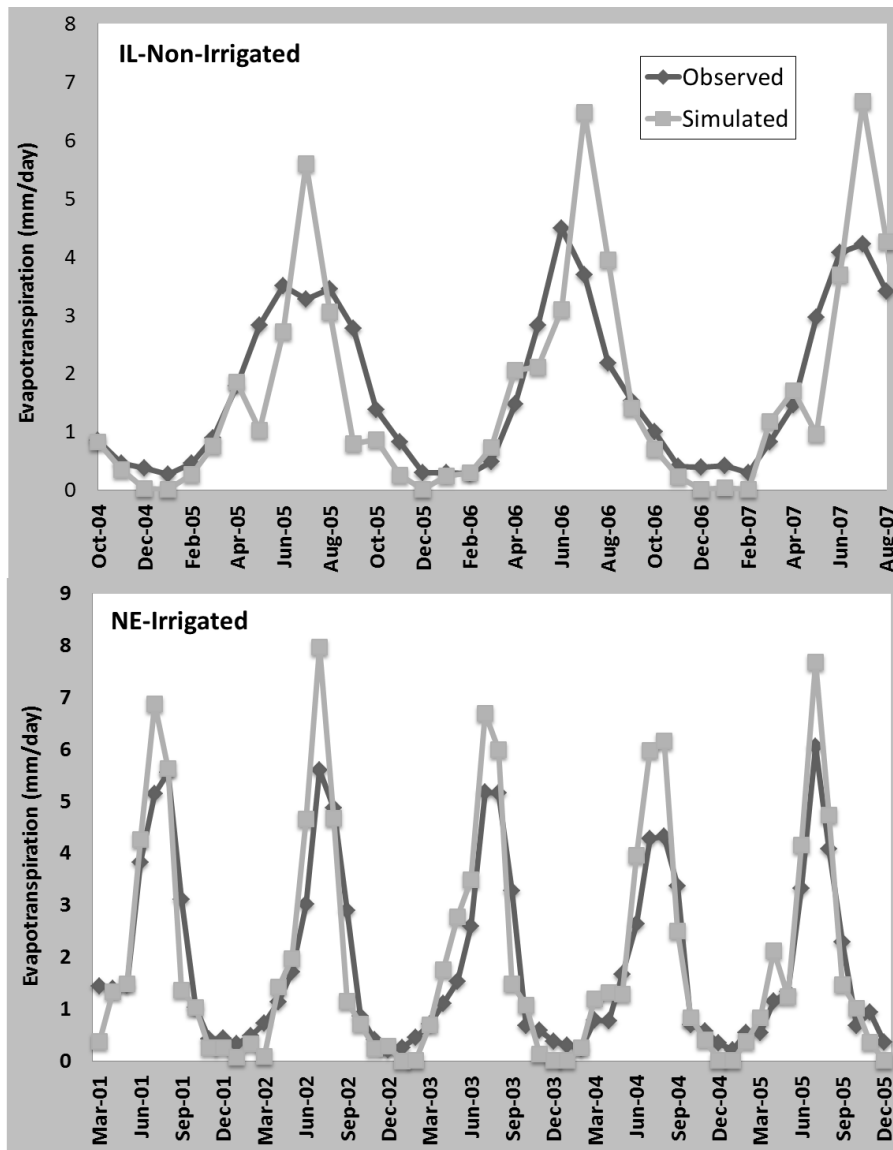 IL-Non-Irrigated
Observed
Simulated
Evapotranspiration (mm/day)
8
7
6
5
4
3
2
1
0
Oct-04
Dec-04
Feb-05
Apr-05
Jun-05
Aug-05
Oct-05
Dec-05
Feb-06
Apr-06
Jun-06
Aug-06
Oct-06
Dec-06
Feb-07
Apr-07
Jun-07
Aug-07
NE-Irrigated
Evapotranspiration (mm/day)
9
8
7
6
5
4
3
2
1
0
Mar-01
Jun-01
Sep-01
Dec-01
Mar-02
Jun-02
Sep-02
Dec-02
Mar-03
Jun-03
Sep-03
Dec-03
Mar-04
Jun-04
Sep-04
Dec-04
Mar-05
Jun-05
Sep-05
Dec-05